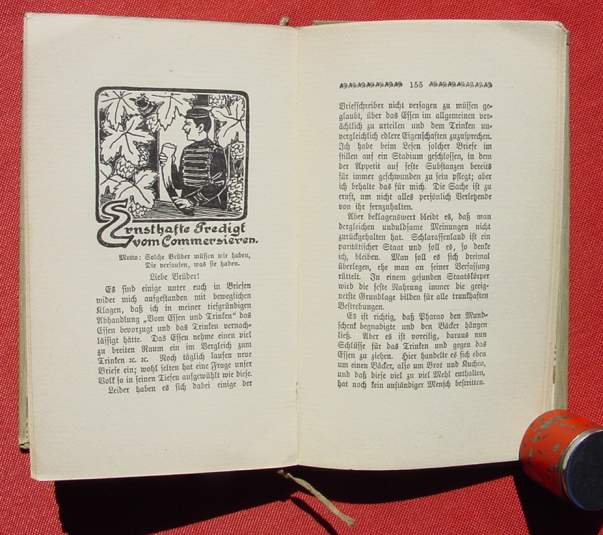 Ernsthafte Predigt
vom Commersieren.
Motto: Solche Brüder müssen wir haben,
Die versaufen, was sie haben.
Liebe Brüder!
Es sind einige unter euch in Briefen
wider mich aufgestanden mit beweglichen
Klagen, daß ich in meiner tiefgründigen
Abhandlung „Vom Essen und Trinken“ das
Essen bevorzugt und das Trinken vernach-
lässigt hätte. Das Essen nehme einen viel
zu breiten Raum ein im Vergleich zum
Trinken ꝛc. ꝛc. Noch täglich laufen neue
Briefe ein; wohl selten hat eine Frage unser
Volk so in seinen Tiefen aufgewühlt wie diese.
Leider haben es sich dabei einige der
155
Briefschreiber nicht versagen zu müssen ge-
glaubt, über das Essen im allgemeinen ver-
ächtlich zu urteilen und dem Trinken un-
vergleichlich edlere Eigenschaften zuzusprechen.
Ich habe beim Lesen solcher Briefe im
stillen auf ein Stadium geschlossen, in dem
der Appetit auf feste Substanzen bereits
für immer geschwunden zu sein pflegt; aber
ich behalte das für mich. Die Sache ist zu
ernst, um nicht alles persönlich Verletzende
von ihr fernzuhalten.
Aber beklagenswert bleibt es, daß man
dergleichen unduldsame Meinungen nicht
zurückgehalten hat. Schlaraffenland ist ein
paritätischer Staat und soll es, so denke
ich, bleiben. Man soll es sich dreimal
überlegen, ehe man an seiner Verfassung
rüttelt. In einem gesunden Staatskörper
wird die feste Nahrung immer die geeig-
netste Grundlage bilden für alle trunkhaften
Bestrebungen.
Es ist richtig, daß Pharao den Mund-
schenk begnadigte und den Bäcker hängen
ließ. Aber es ist voreilig, daraus nun
Schlüsse für das Trinken und gegen das
Essen zu ziehen. Hier handelte es sich eben
um einen Bäcker, also um Brot und Kuchen,
und daß diese viel zu viel Mehl enthalten,
hat noch kein anständiger Mensch bestritten.